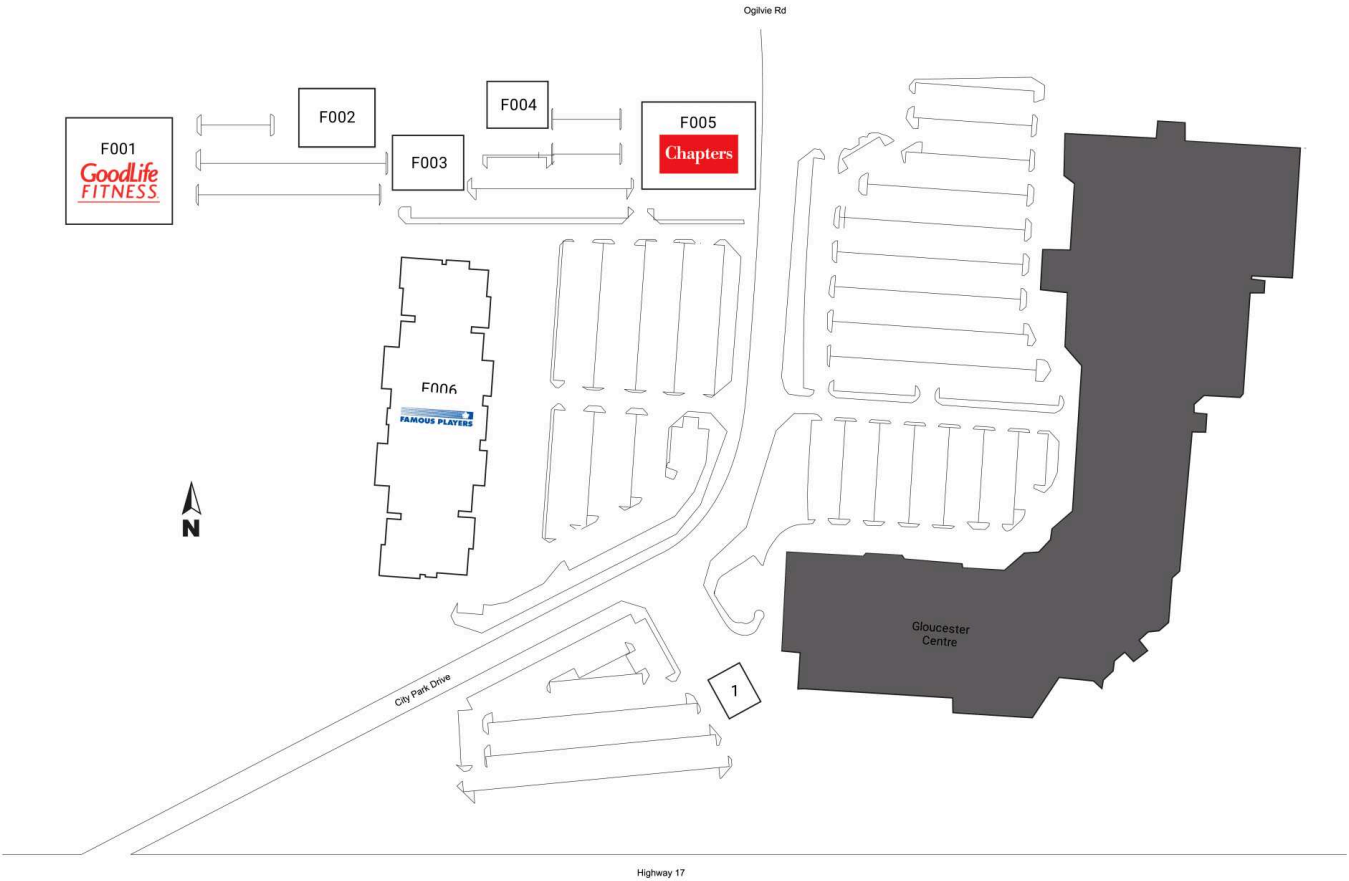 Ogilvie Rd
F001
GoodLife
FITNESS.
F002
F003
F004
F005
Chapters
F006
FAMOUS PLAYERS
N
Gloucester
Centre
1
City Park Drive
Highway 17